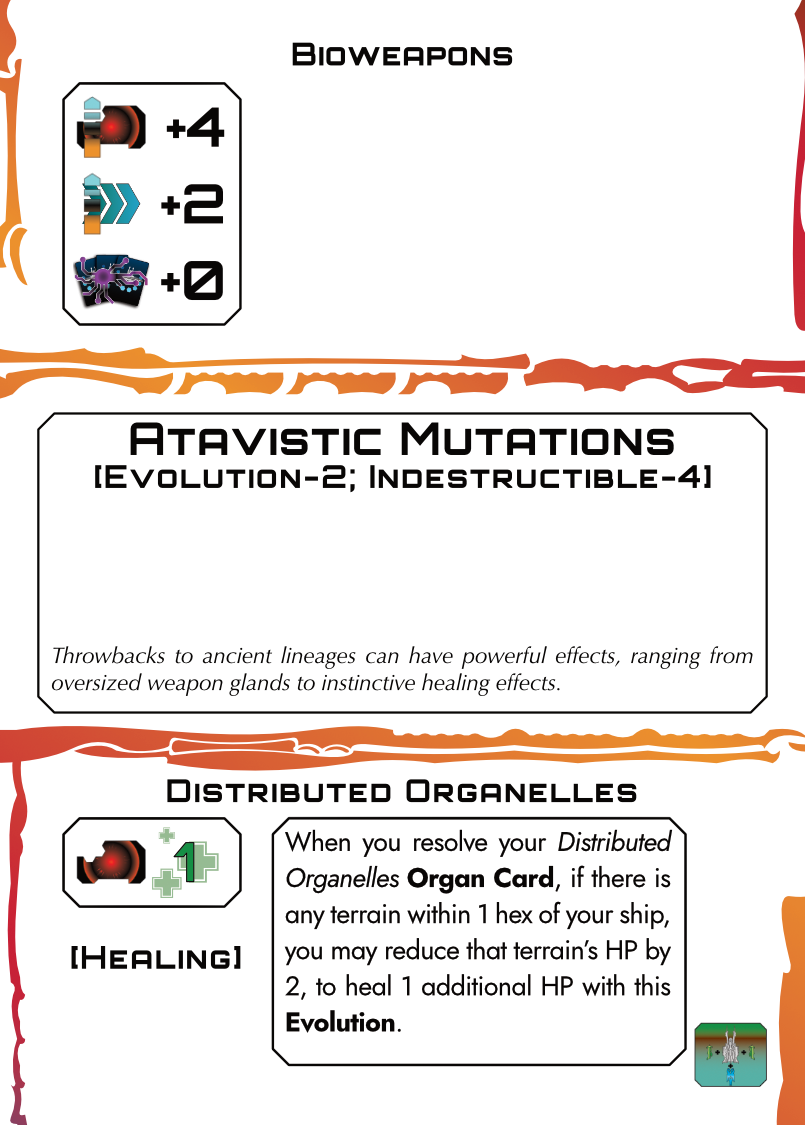 Bioweapons
+4
+2
+0
Atavistic Mutations
[Evolution-2; Indestructible-4]
Throwbacks to ancient lineages can have powerful effects, ranging from
oversized weapon glands to instinctive healing effects.
Distributed Organelles
1
[Healing]
When you resolve your Distributed
Organelles Organ Card, if there is
any terrain within 1 hex of your ship,
you may reduce that terrain's HP by
2, to heal 1 additional HP with this
Evolution.